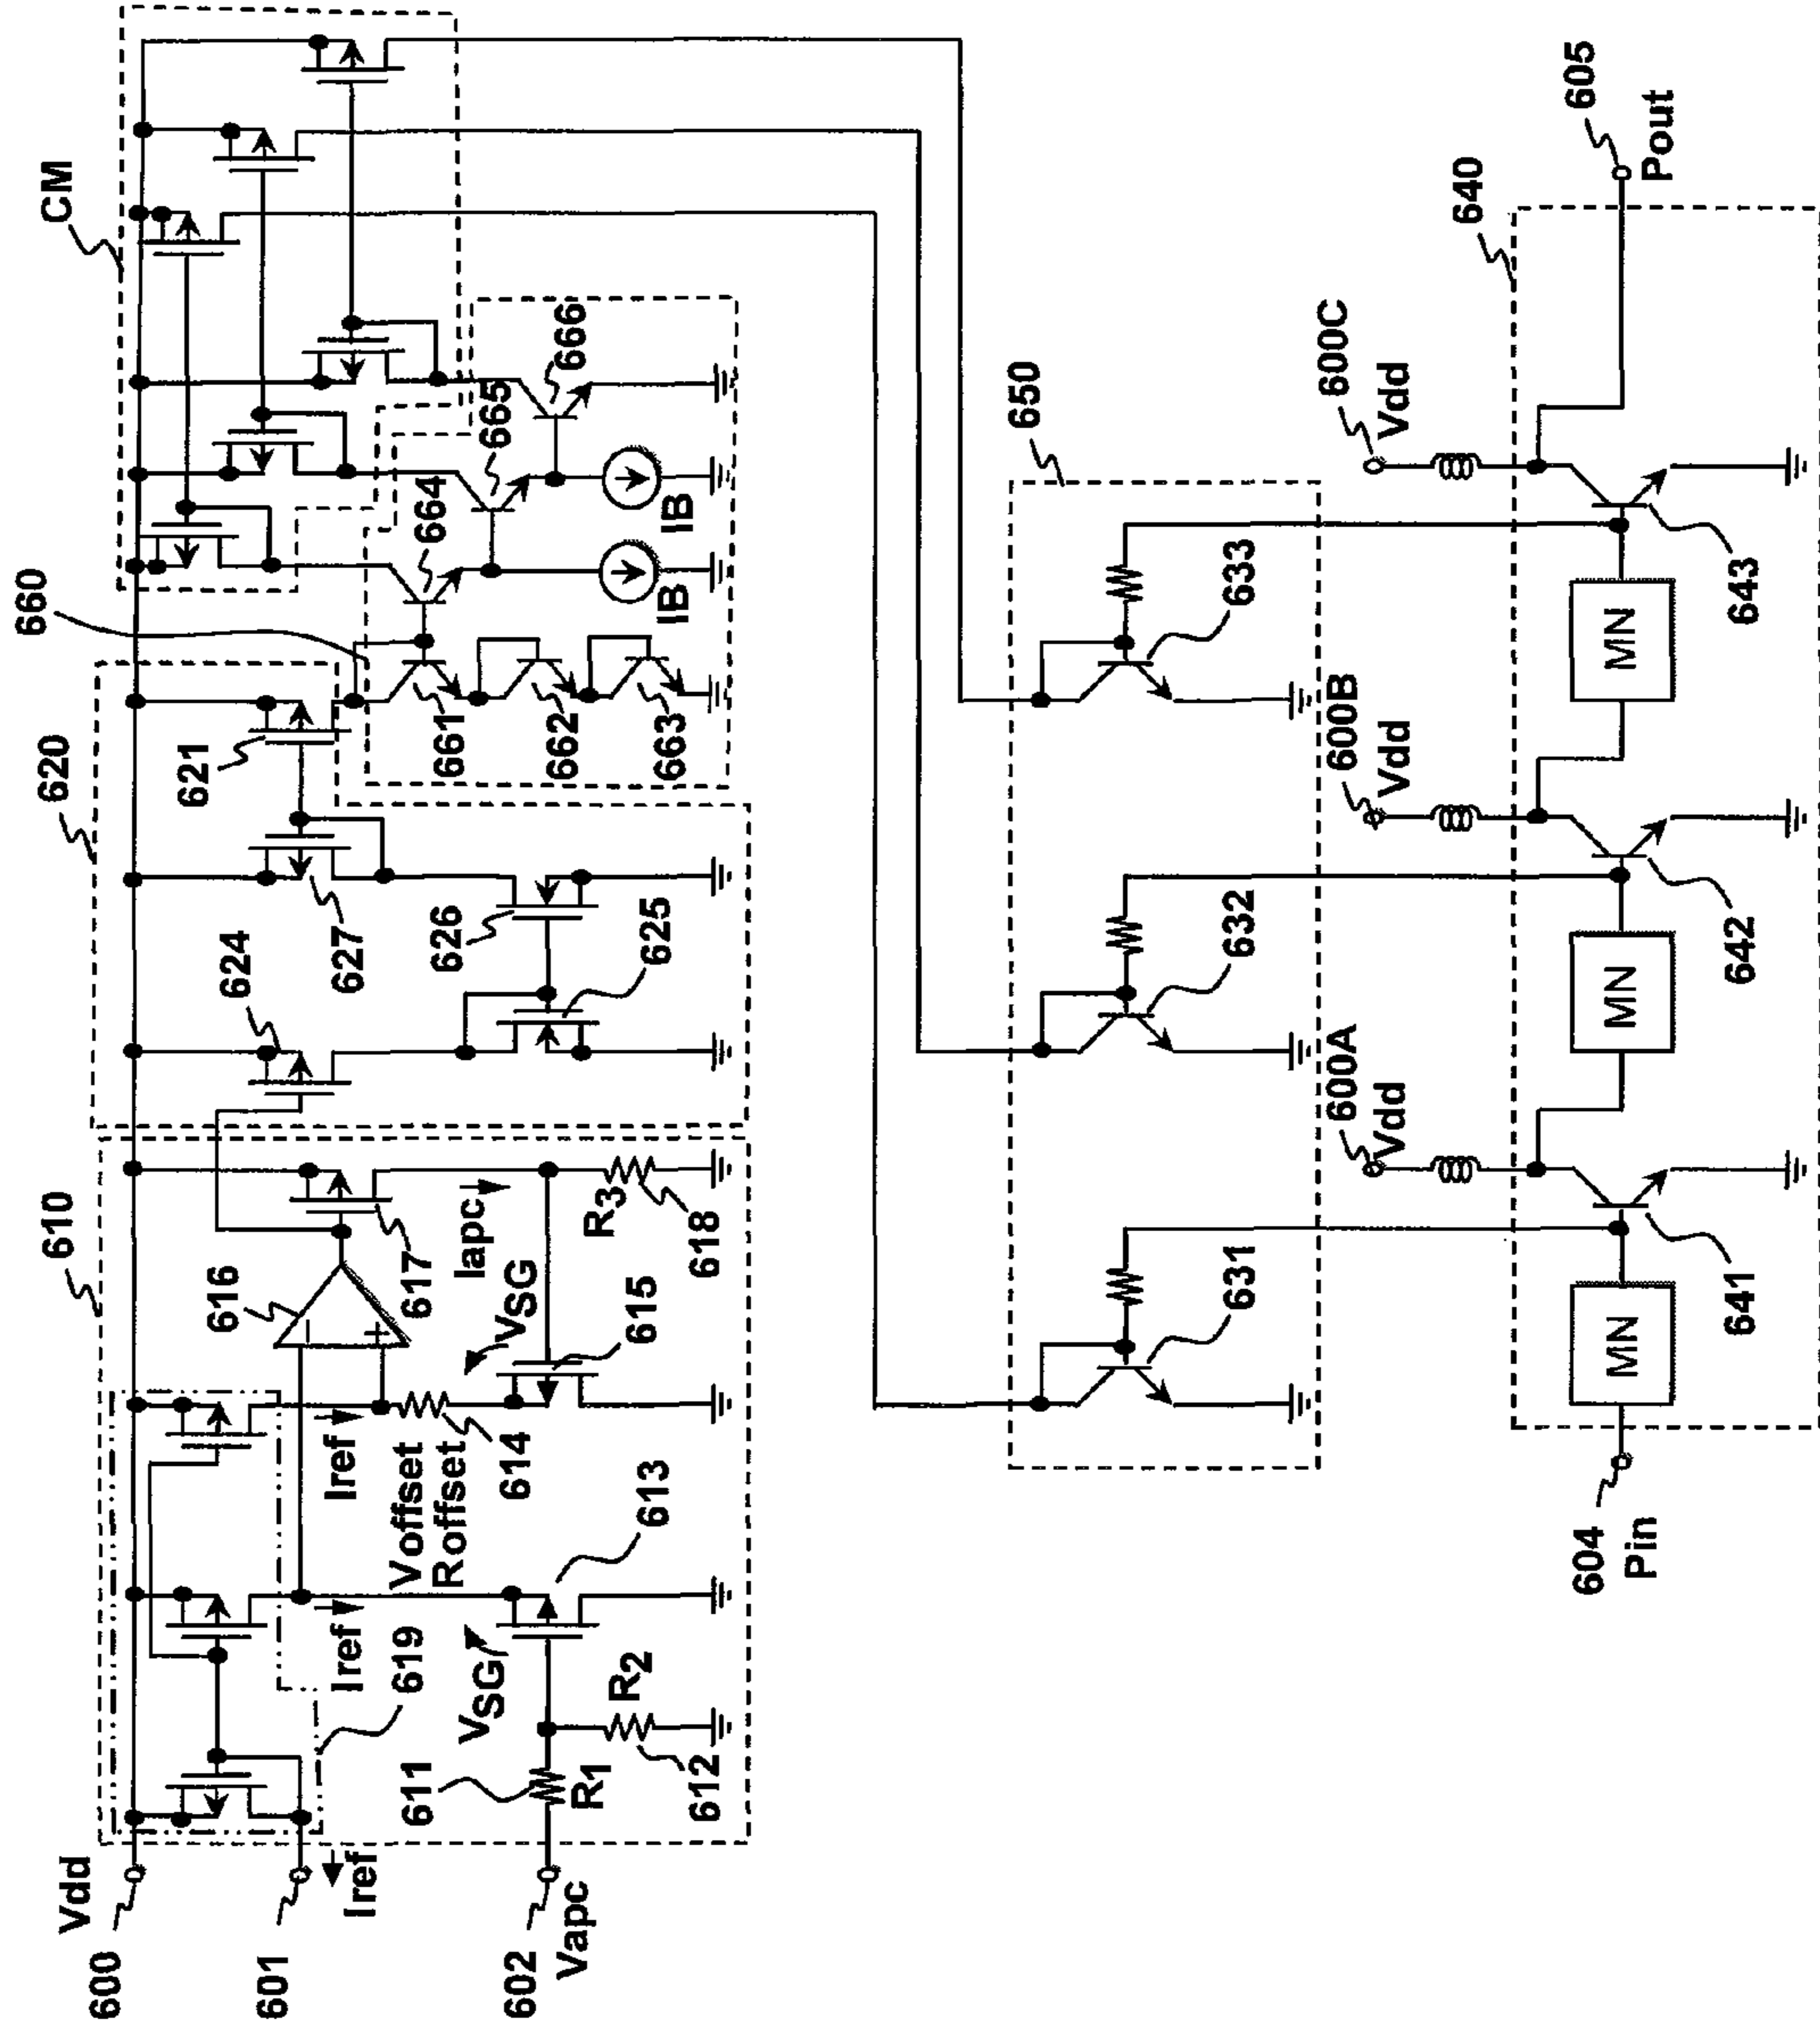 Vdd
600
601
Iref
602
Vapc
610
619
611
R1
612
R2
VSG
613
Iref
Iref
Voffset
Roffset
614
VSG
615
616
−
+
617
Iapc
R3
618
620
624
627
626
625
621
660
661
662
663
664
665
666
IB
IB
CM
650
631
632
633
600A
Vdd
600B
Vdd
600C
Vdd
640
604
Pin
MN
641
MN
642
MN
643
605
Pout